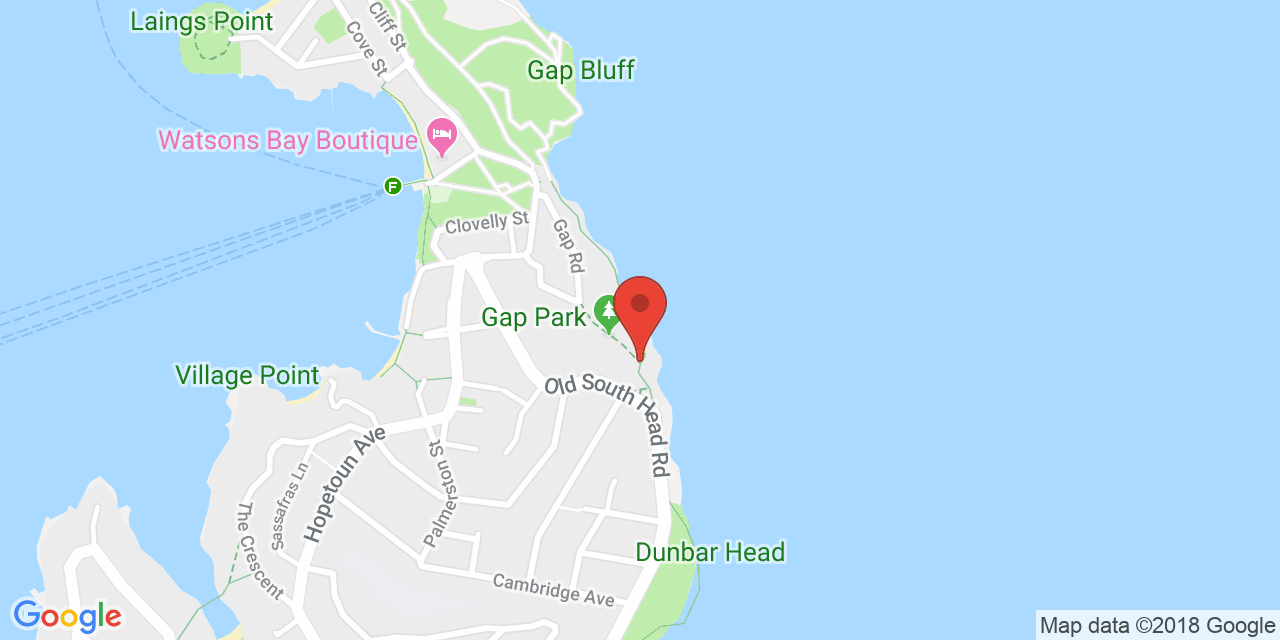 Laings Point
Cliff St
Cove St
Gap Bluff
Watsons Bay Boutique
F
Clovelly St
Gap Rd
Gap Park
Village Point
Old South Head Rd
Hopetoun Ave
Palmerston St
Sassafras Ln
The Crescent
Dunbar Head
Cambridge Ave
Google
Map data ©2018 Google